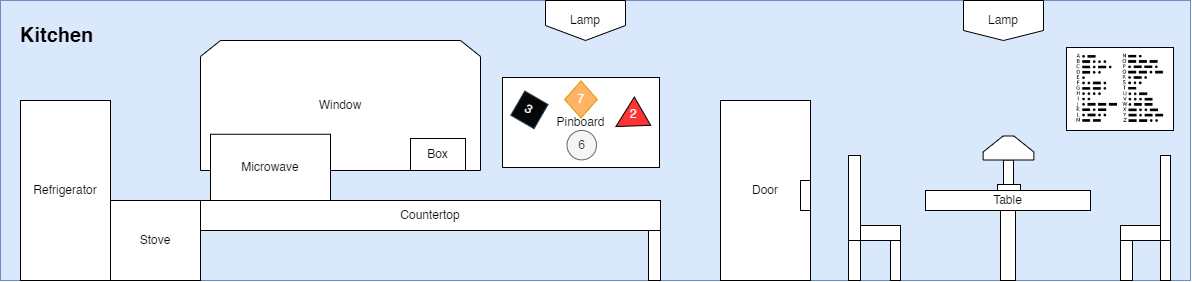 Lamp
Lamp
Kitchen
Window
3
7
2
Pinboard
6
Microwave
Box
Refrigerator
Door
Table
Countertop
Stove
A
B
C
D
E
F
G
H
I
J
K
L
M
N
O
P
Q
R
S
T
U
V
W
X
Y
Z